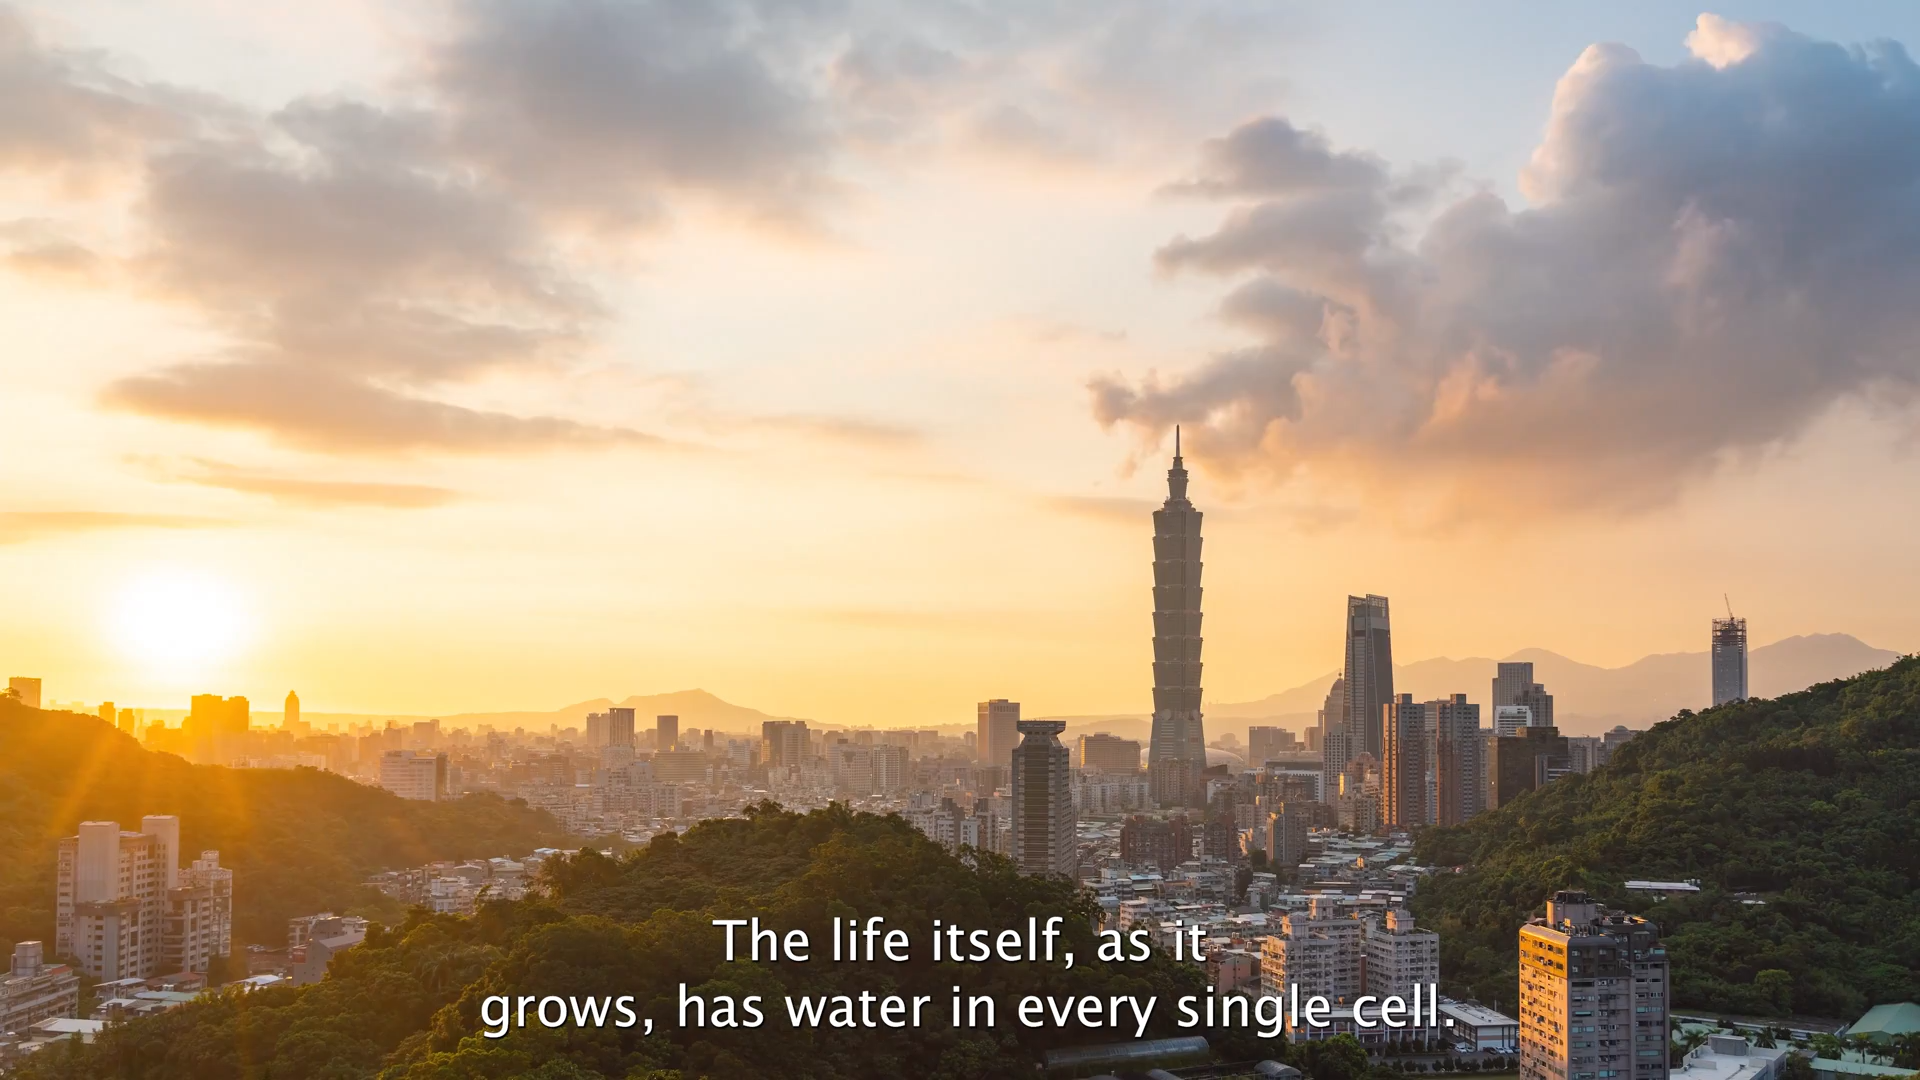 The life itself, as it
grows, has water in every single cell.